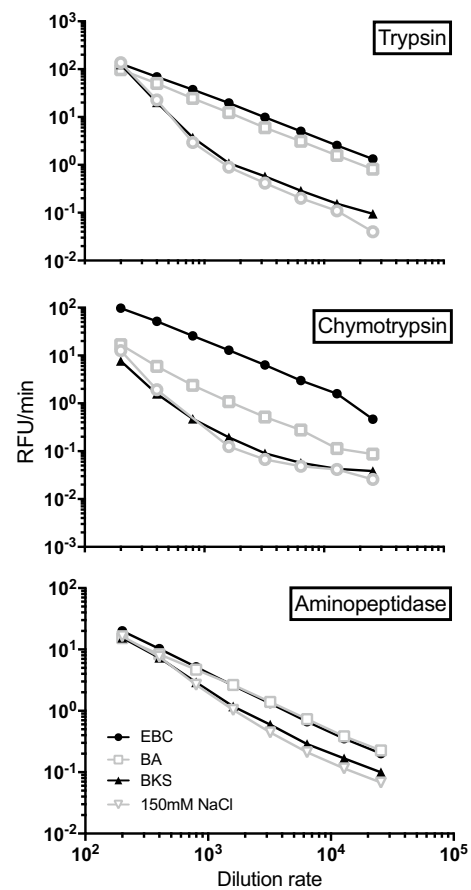 10³
Trypsin
10²
10¹
10⁰
10⁻¹
10⁻²
10²
Chymotrypsin
10¹
10⁰
10⁻¹
10⁻²
10⁻³
RFU/min
10²
Aminopeptidase
10¹
10⁰
EBC
BA
10⁻¹
BKS
150mM NaCl
10⁻²
10² 10³ 10⁴ 10⁵
Dilution rate